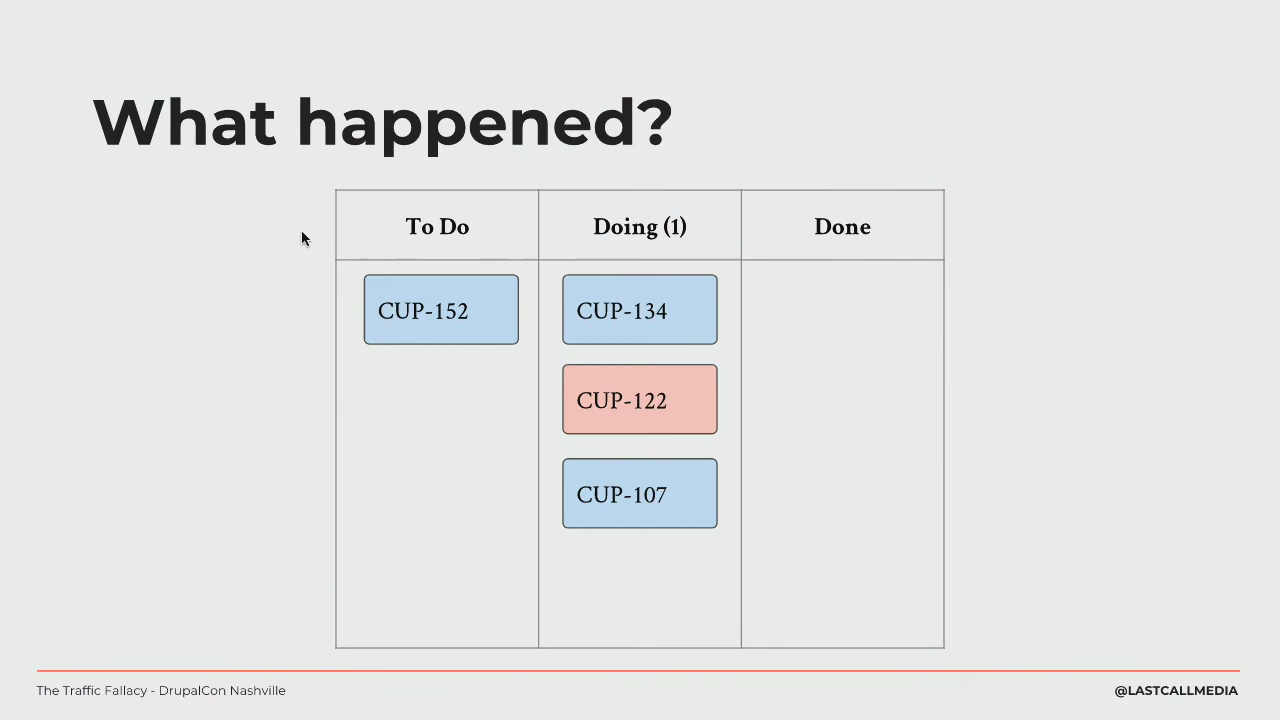 What happened?
To Do
Doing (1)
Done
CUP-152
CUP-134
CUP-122
CUP-107
The Traffic Fallacy - DrupalCon Nashville
@LASTCALLMEDIA